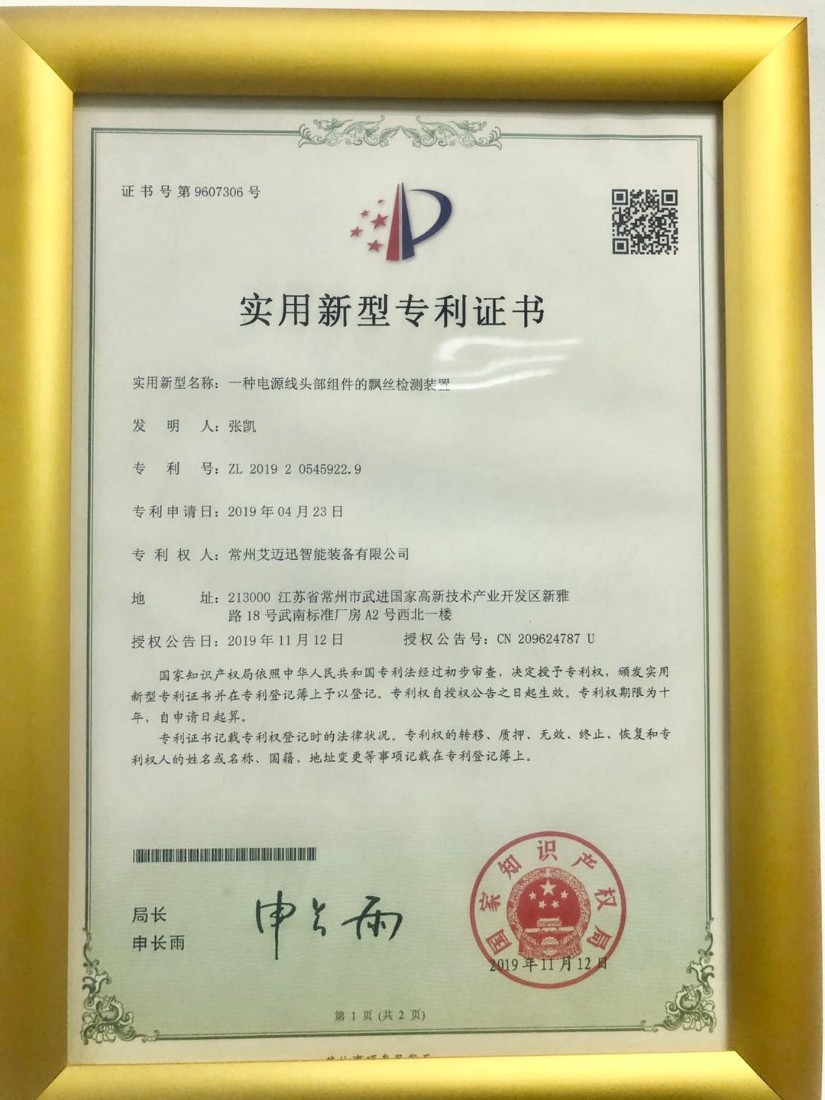 证书号第9607306号
实用新型专利证书
实用新型名称：一种电源线头部组件的飘丝检测装置
发明人：张凯
专利号：ZL 2019 2 0545922.9
专利申请日：2019年04月23日
专利权人：常州艾迈迅智能装备有限公司
地址：213000 江苏省常州市武进国家高新技术产业开发区新雅
路18号武南标准厂房A2号西北一楼
授权公告日：2019年11月12日 授权公告号：CN 209624787 U
国家知识产权局依照中华人民共和国专利法经过初步审查，决定授予专利权，颁发实用
新型专利证书并在专利登记簿上予以登记。专利权自授权公告之日起生效。专利权期限为十
年，自申请日起算。
专利证书记载专利权登记时的法律状况。专利权的转移、质押、无效、终止、恢复和专
利权人的姓名或名称、国籍、地址变更等事项记载在专利登记簿上。
局长
申长雨
申长雨
国家知识产权局
2019年11月12日
第1页(共2页)